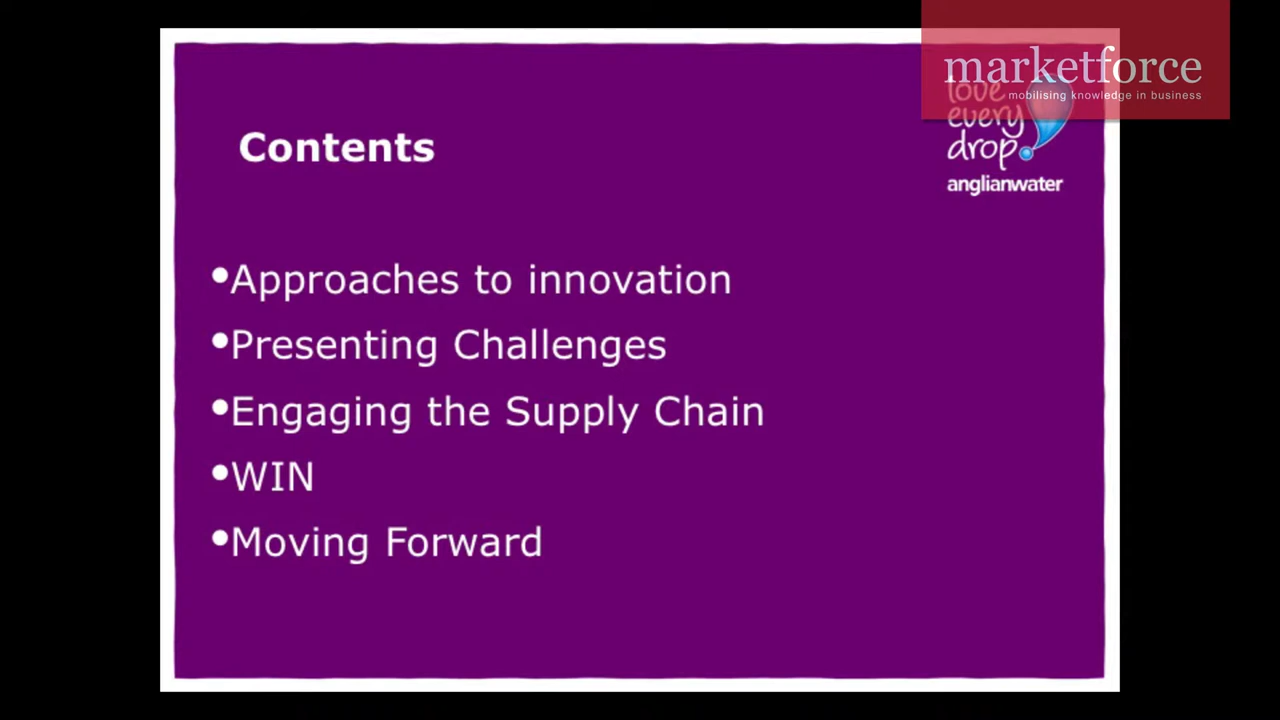 marketforce
mobilising knowledge in business
love
every
drop
anglianwater
Contents
•Approaches to innovation
•Presenting Challenges
•Engaging the Supply Chain
•WIN
•Moving Forward